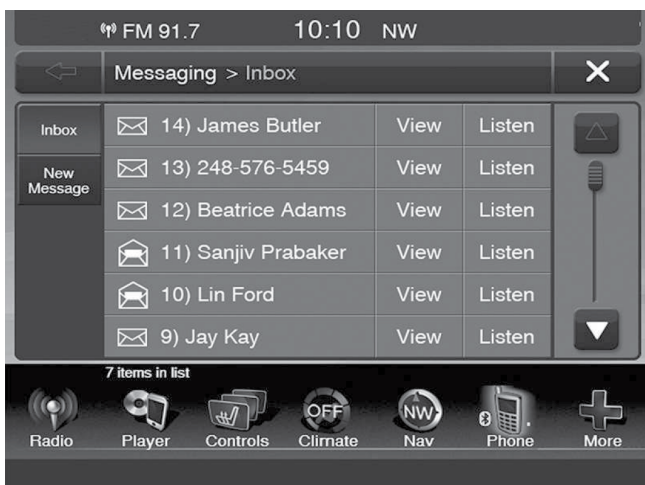 FM 91.7 10:10 NW
Messaging > Inbox
Inbox
New
Message
14) James Butler View Listen
13) 248-576-5459 View Listen
12) Beatrice Adams View Listen
11) Sanjiv Prabaker View Listen
10) Lin Ford View Listen
9) Jay Kay View Listen
7 items in list
OFF NW
Radio Player Controls Climate Nav Phone More